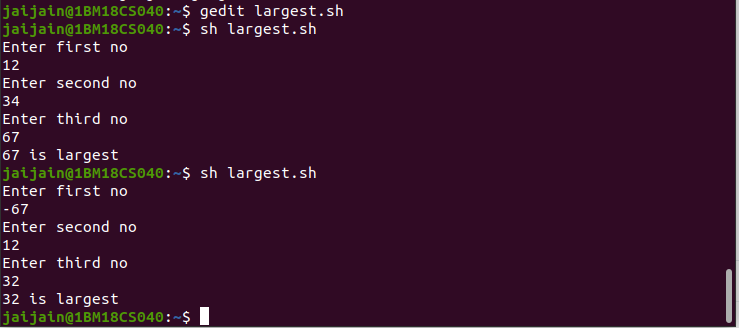 jaijain@1BM18CS040:~$ gedit largest.sh
jaijain@1BM18CS040:~$ sh largest.sh
Enter first no
12
Enter second no
34
Enter third no
67
67 is largest
jaijain@1BM18CS040:~$ sh largest.sh
Enter first no
-67
Enter second no
12
Enter third no
32
32 is largest
jaijain@1BM18CS040:~$